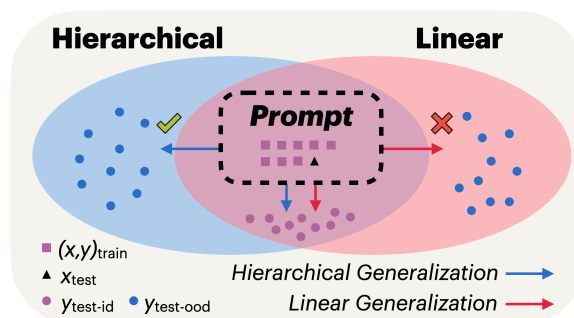 Hierarchical Linear
Prompt
(x,y)train
xtest
ytest-id ytest-ood
Hierarchical Generalization
Linear Generalization